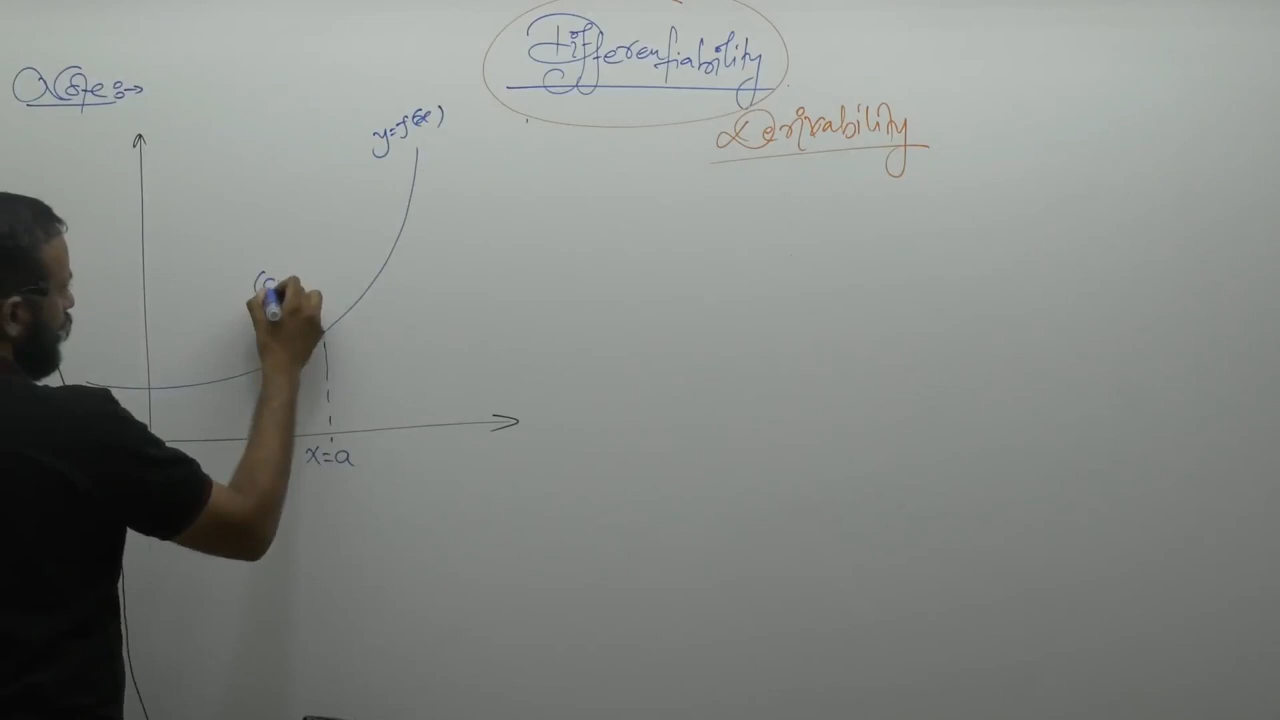 Differentiability
Note:→
Derivability
y=f(x)
(a
x=a